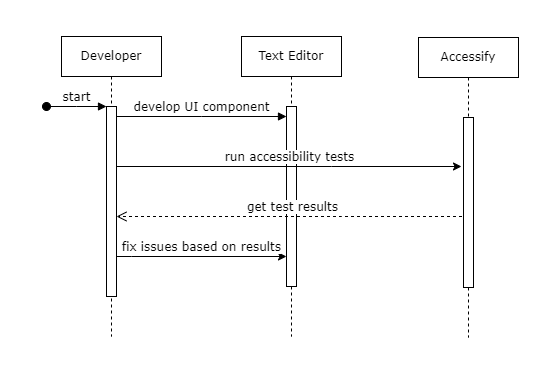 Developer
Text Editor
Accessify
start
develop UI component
run accessibility tests
get test results
fix issues based on results